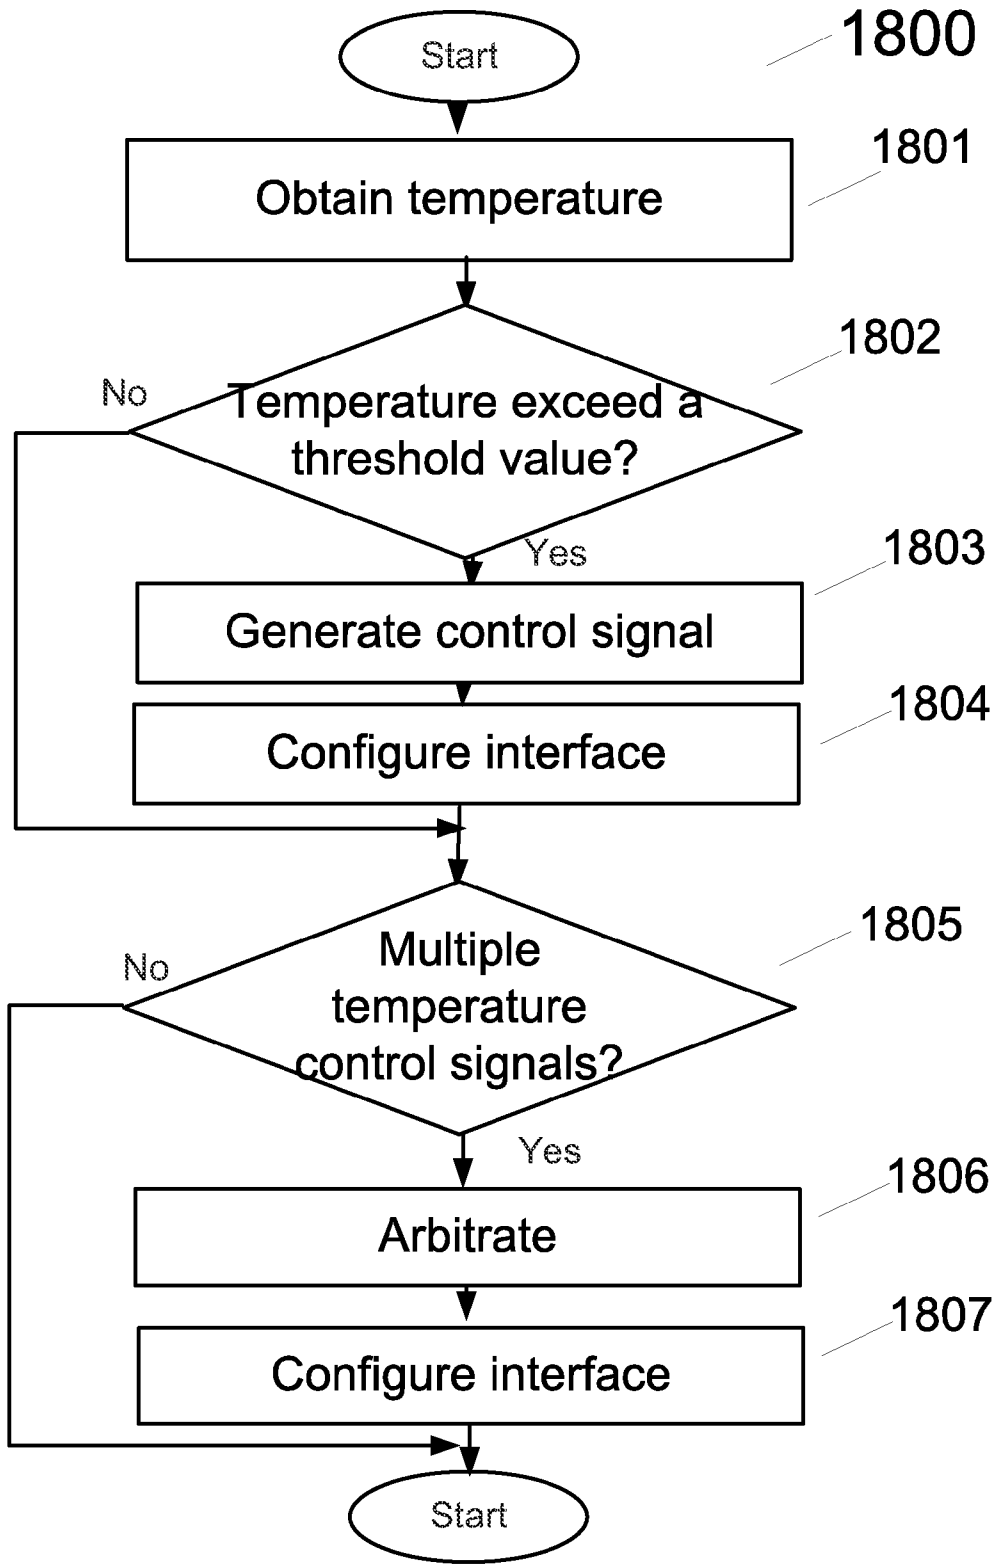 Start
1800
1801
Obtain temperature
1802
No
Temperature exceed a
threshold value?
Yes
1803
Generate control signal
1804
Configure interface
1805
No
Multiple
temperature
control signals?
Yes
1806
Arbitrate
1807
Configure interface
Start